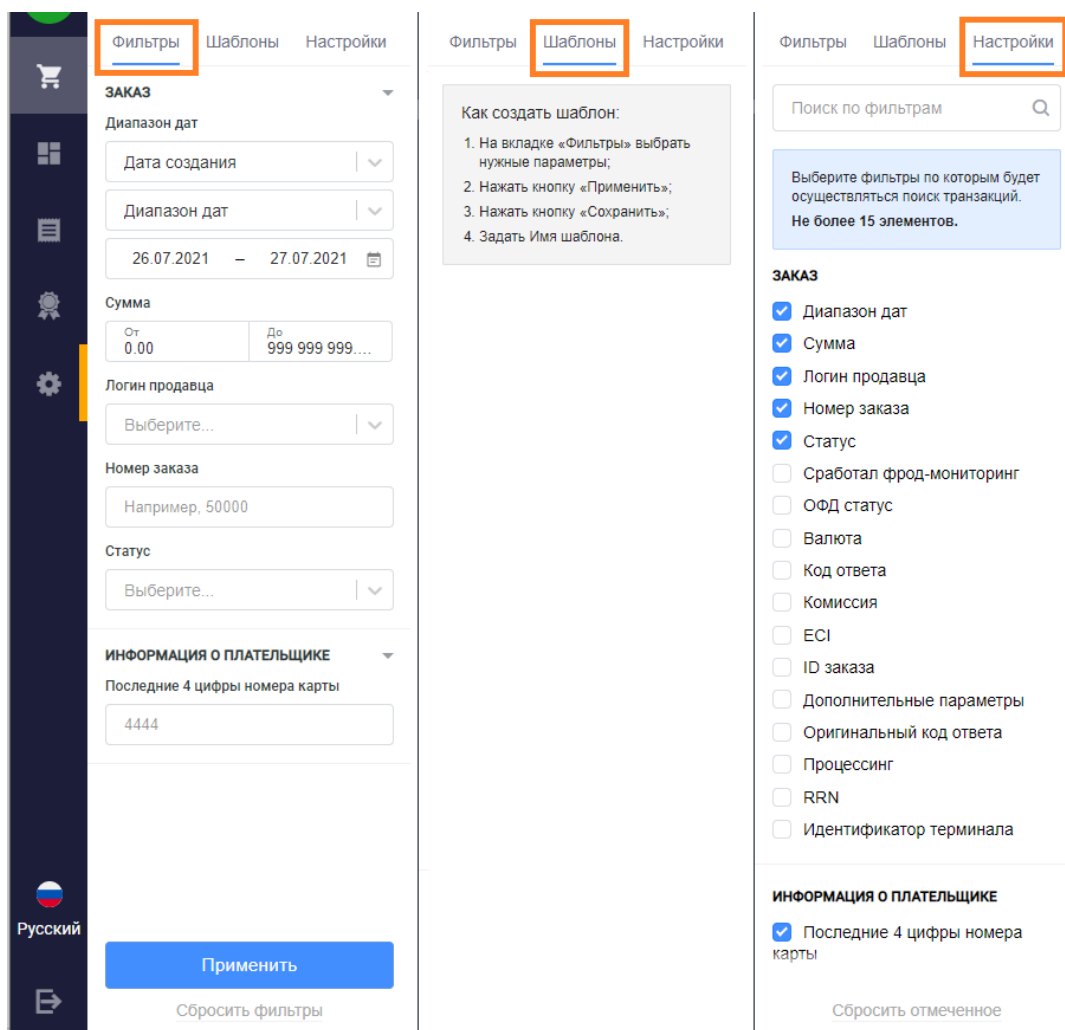 Русский
Фильтры Шаблоны Настройки
ЗАКАЗ
Диапазон дат
Дата создания
Диапазон дат
26.07.2021 – 27.07.2021
Сумма
От До
0.00 999 999 999....
Логин продавца
Выберите...
Номер заказа
Например, 50000
Статус
Выберите...
ИНФОРМАЦИЯ О ПЛАТЕЛЬЩИКЕ
Последние 4 цифры номера карты
4444
Применить
Сбросить фильтры
Фильтры Шаблоны Настройки
Как создать шаблон:
1. На вкладке «Фильтры» выбрать
нужные параметры;
2. Нажать кнопку «Применить»;
3. Нажать кнопку «Сохранить»;
4. Задать Имя шаблона.
Фильтры Шаблоны Настройки
Поиск по фильтрам
Выберите фильтры по которым будет
осуществляться поиск транзакций.
Не более 15 элементов.
ЗАКАЗ
Диапазон дат
Сумма
Логин продавца
Номер заказа
Статус
Сработал фрод-мониторинг
ОФД статус
Валюта
Код ответа
Комиссия
ECI
ID заказа
Дополнительные параметры
Оригинальный код ответа
Процессинг
RRN
Идентификатор терминала
ИНФОРМАЦИЯ О ПЛАТЕЛЬЩИКЕ
Последние 4 цифры номера
карты
Сбросить отмеченное